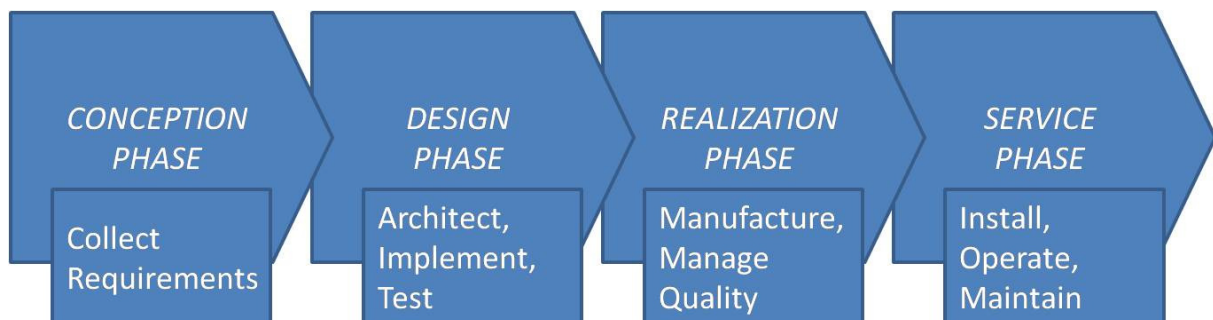 CONCEPTION
PHASE
Collect
Requirements
DESIGN
PHASE
Architect,
Implement,
Test
REALIZATION
PHASE
Manufacture,
Manage
Quality
SERVICE
PHASE
Install,
Operate,
Maintain